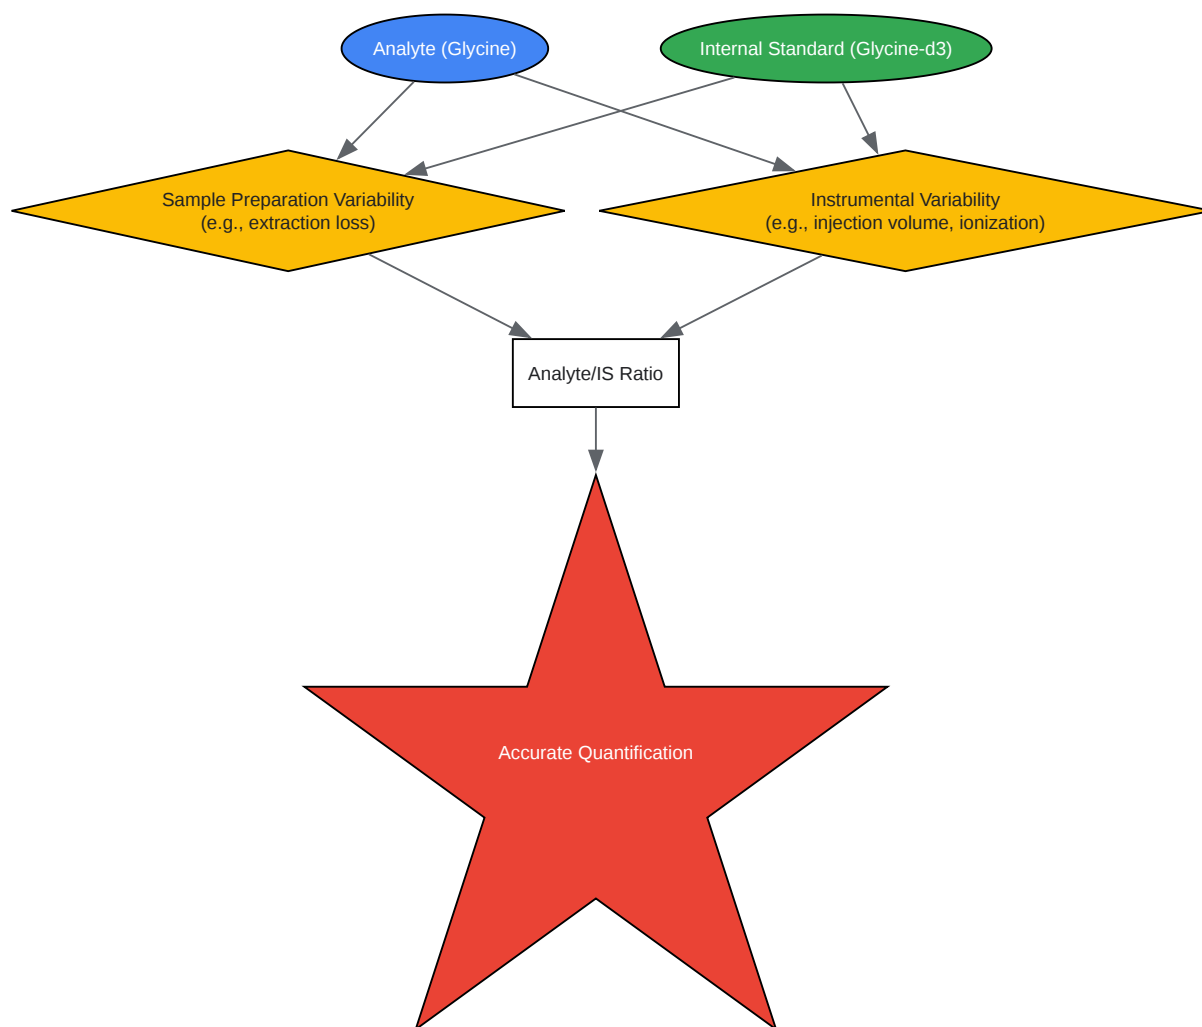 Analyte (Glycine)
Internal Standard (Glycine-d3)
Sample Preparation Variability
(e.g., extraction loss)
Instrumental Variability
(e.g., injection volume, ionization)
Analyte/IS Ratio
Accurate Quantification